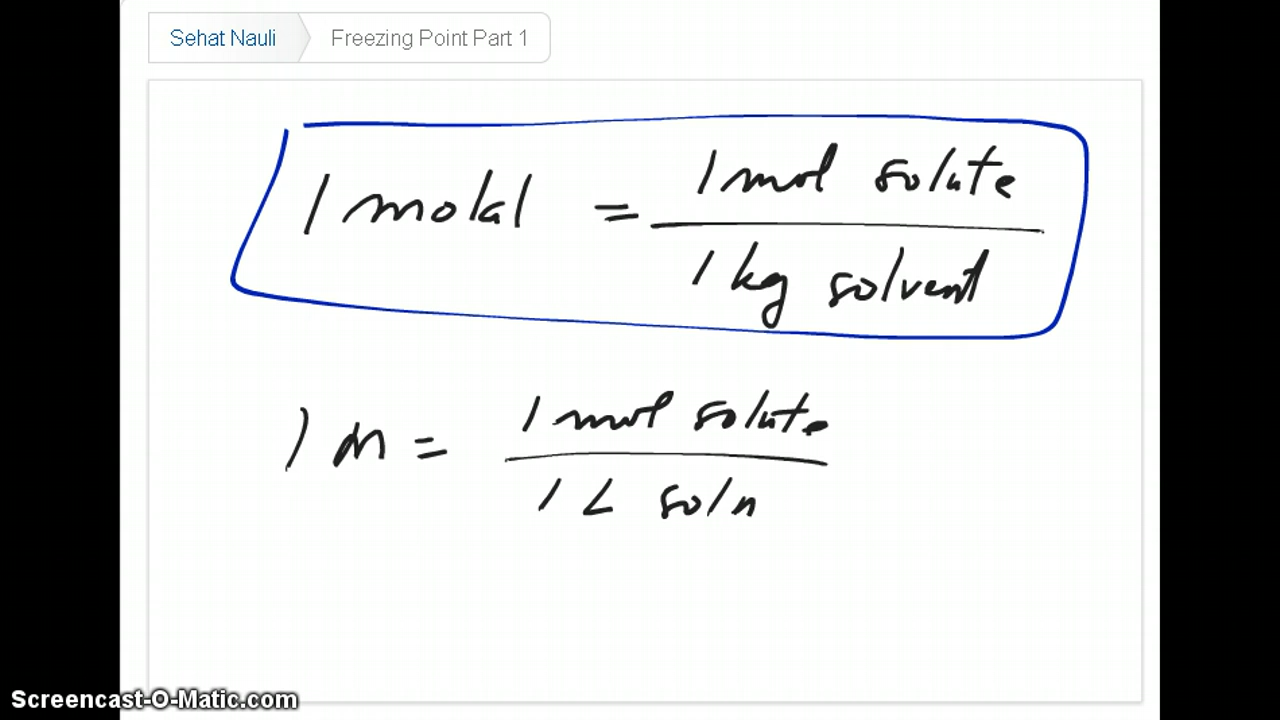 Sehat Nauli Freezing Point Part 1
1 molal = 1 mol solute
1 kg solvent
1 M = 1 mol solute
1 L soln
Screencast-O-Matic.com